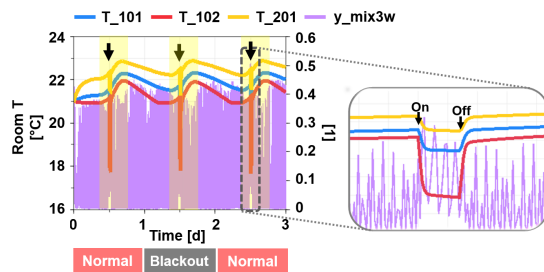 T_101 T_102 T_201 y_mix3w
24
22
20
18
16
Room T
[°C]
0.6
0.5
0.4
0.3
0.2
0.1
0
[1]
0 1 2 3
Time [d]
On Off
Normal Blackout Normal